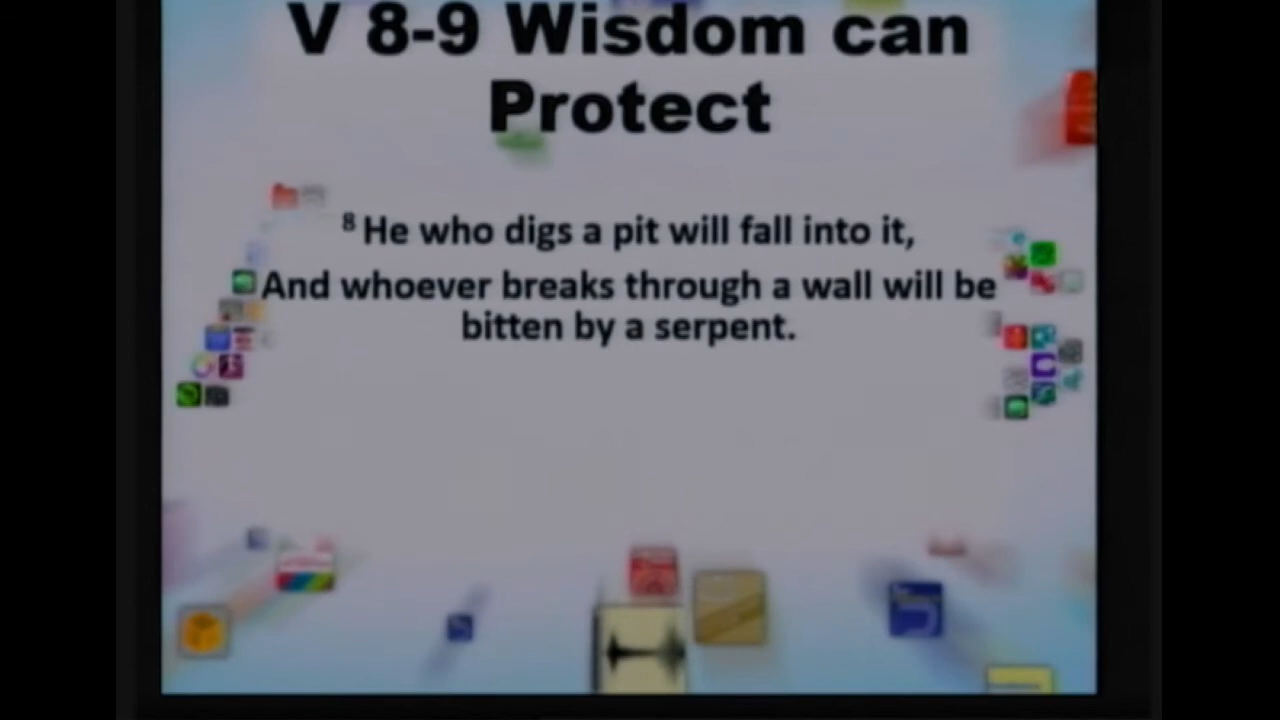 V 8-9 Wisdom can
Protect
8 He who digs a pit will fall into it,
And whoever breaks through a wall will be
bitten by a serpent.